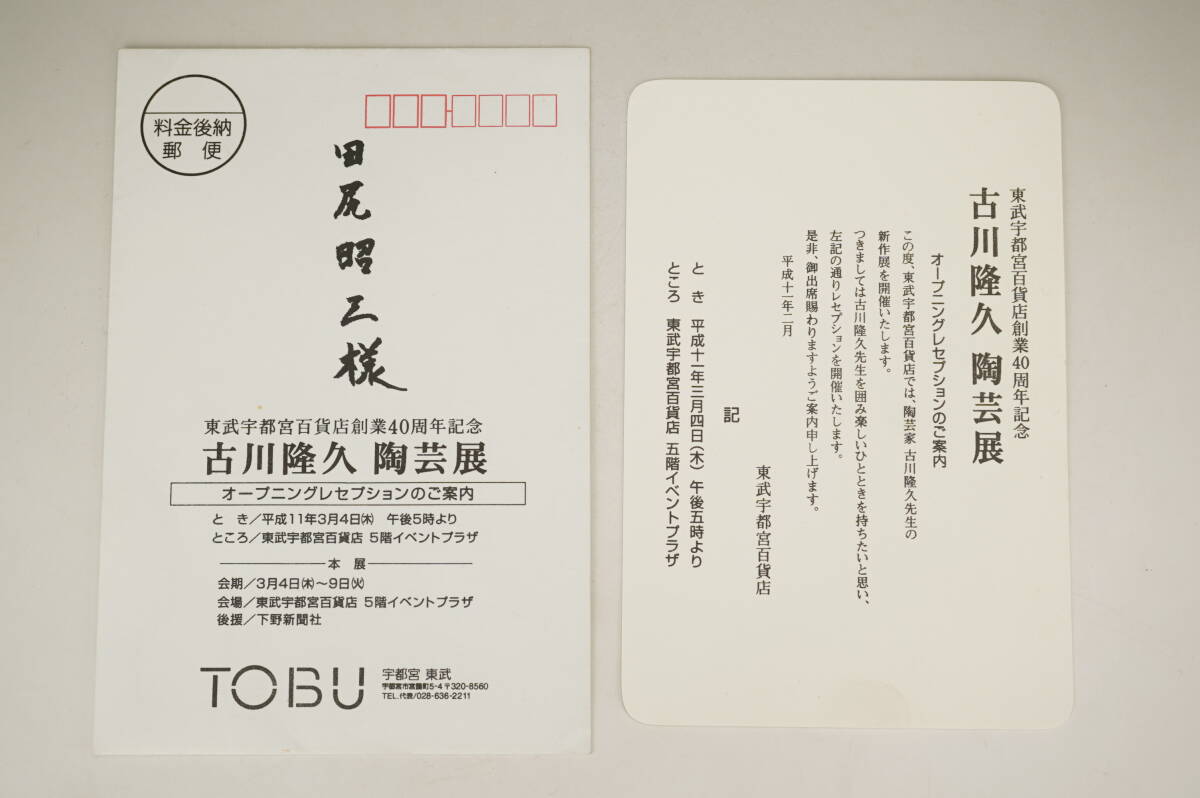 料金後納
郵便
田尻昭三様
東武宇都宮百貨店創業40周年記念
古川隆久 陶芸展
オープニングレセプションのご案内
と き／平成11年3月4日(木) 午後5時より
ところ／東武宇都宮百貨店 5階イベントプラザ
本 展
会期／3月4日(木)〜9日(火)
会場／東武宇都宮百貨店 5階イベントプラザ
後援／下野新聞社
TOBU
宇都宮 東武
宇都宮市宮園町5-4 〒320-8560
TEL.代表/028-636-2211
東武宇都宮百貨店創業40周年記念
古川隆久 陶芸展
オープニングレセプションのご案内
この度、東武宇都宮百貨店では、陶芸家 古川隆久先生の
新作展を開催いたします。
つきましては古川隆久先生を囲み楽しいひとときを持ちたいと思い、
左記の通りレセプションを開催いたします。
是非、御出席賜わりますようご案内申し上げます。
平成十一年二月
東武宇都宮百貨店
記
と き 平成十一年三月四日(木) 午後五時より
ところ 東武宇都宮百貨店 五階イベントプラザ